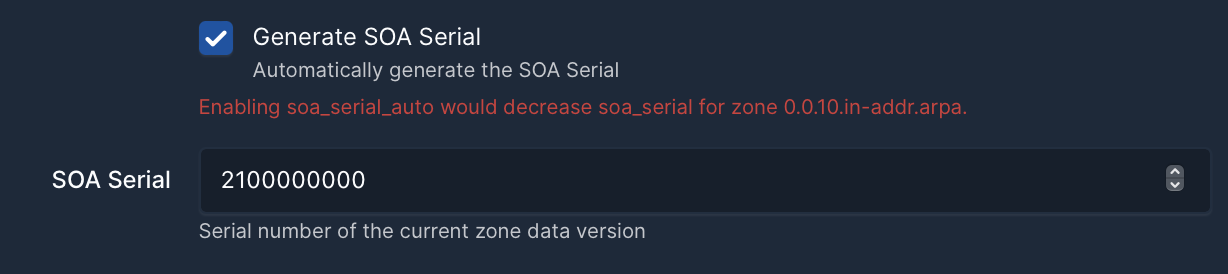 Generate SOA Serial
Automatically generate the SOA Serial
Enabling soa_serial_auto would decrease soa_serial for zone 0.0.10.in-addr.arpa.
SOA Serial 2100000000
Serial number of the current zone data version